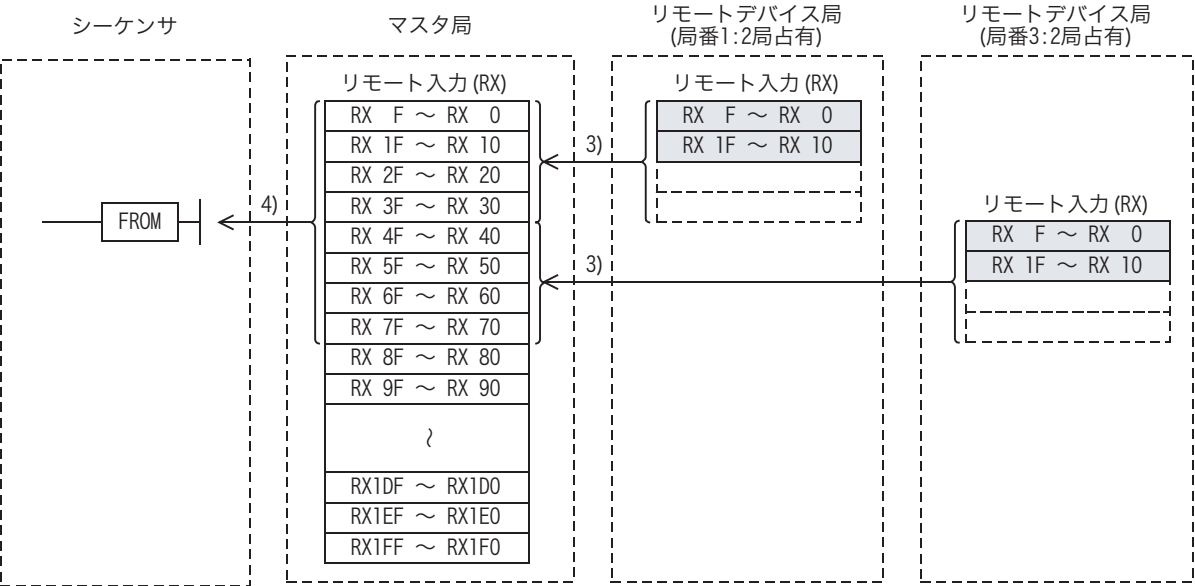 シーケンサ
マスタ局
リモートデバイス局
(局番1:2局占有)
リモートデバイス局
(局番3:2局占有)
リモート入力(RX)
RX F ～ RX 0
RX 1F ～ RX 10
RX 2F ～ RX 20
RX 3F ～ RX 30
RX 4F ～ RX 40
RX 5F ～ RX 50
RX 6F ～ RX 60
RX 7F ～ RX 70
RX 8F ～ RX 80
RX 9F ～ RX 90
～
RX1DF ～ RX1D0
RX1EF ～ RX1E0
RX1FF ～ RX1F0
リモート入力(RX)
RX F ～ RX 0
RX 1F ～ RX 10
リモート入力(RX)
RX F ～ RX 0
RX 1F ～ RX 10
FROM
4)
3)
3)